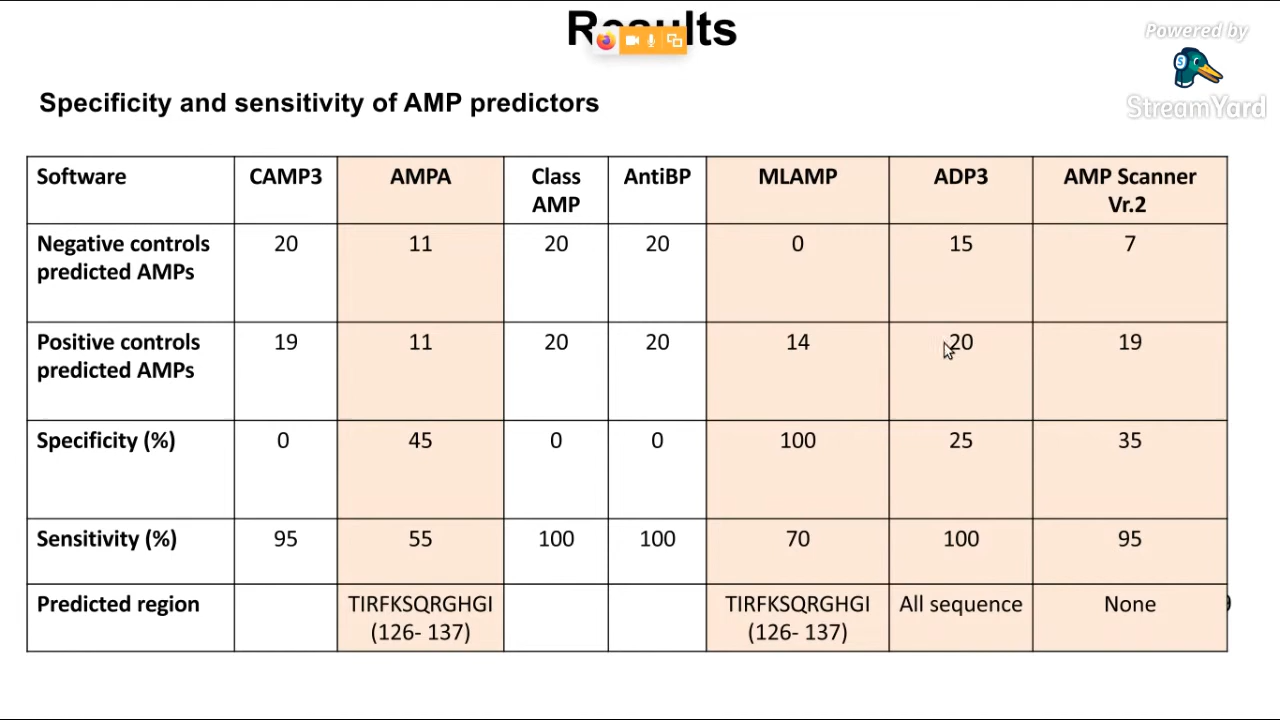 Results
Powered by
StreamYard
Specificity and sensitivity of AMP predictors
Software CAMP3 AMPA Class AMP AntiBP MLAMP ADP3 AMP Scanner Vr.2
Negative controls predicted AMPs 20 11 20 20 0 15 7
Positive controls predicted AMPs 19 11 20 20 14 20 19
Specificity (%) 0 45 0 0 100 25 35
Sensitivity (%) 95 55 100 100 70 100 95
Predicted region TIRFKSQRGHGI (126- 137) TIRFKSQRGHGI (126- 137) All sequence None